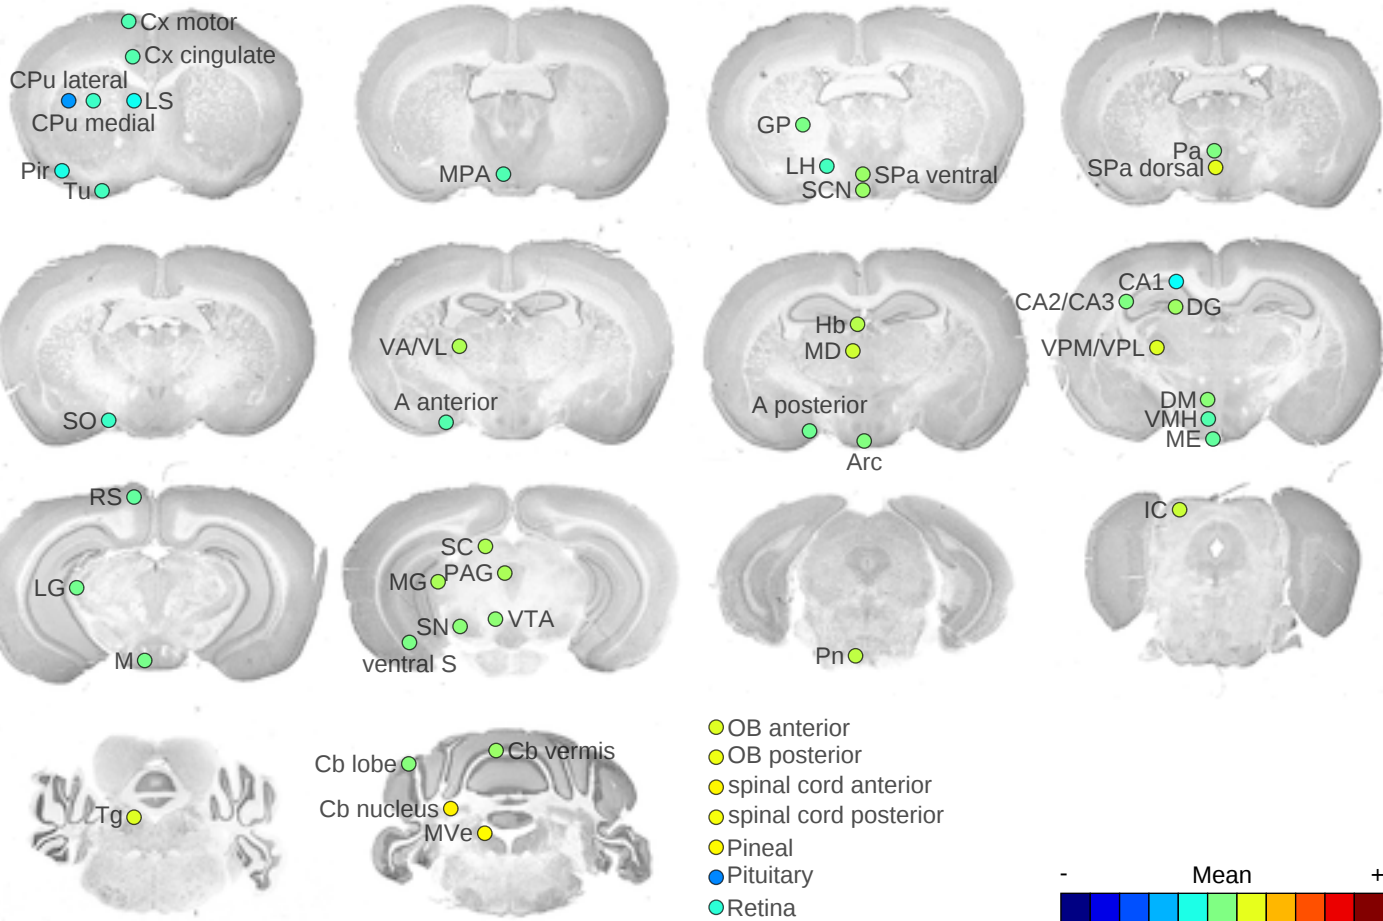 Cx motor
Cx cingulate
CPu lateral
LS
CPu medial
Pir
Tu
MPA
GP
LH
SPa ventral
SCN
Pa
SPa dorsal
SO
VA/VL
A anterior
Hb
MD
A posterior
Arc
CA1
CA2/CA3
DG
VPM/VPL
DM
VMH
ME
RS
LG
M
SC
PAG
MG
VTA
SN
ventral S
Pn
IC
Tg
Cb vermis
Cb lobe
Cb nucleus
MVe
OB anterior
OB posterior
spinal cord anterior
spinal cord posterior
Pineal
Pituitary
Retina
- Mean +